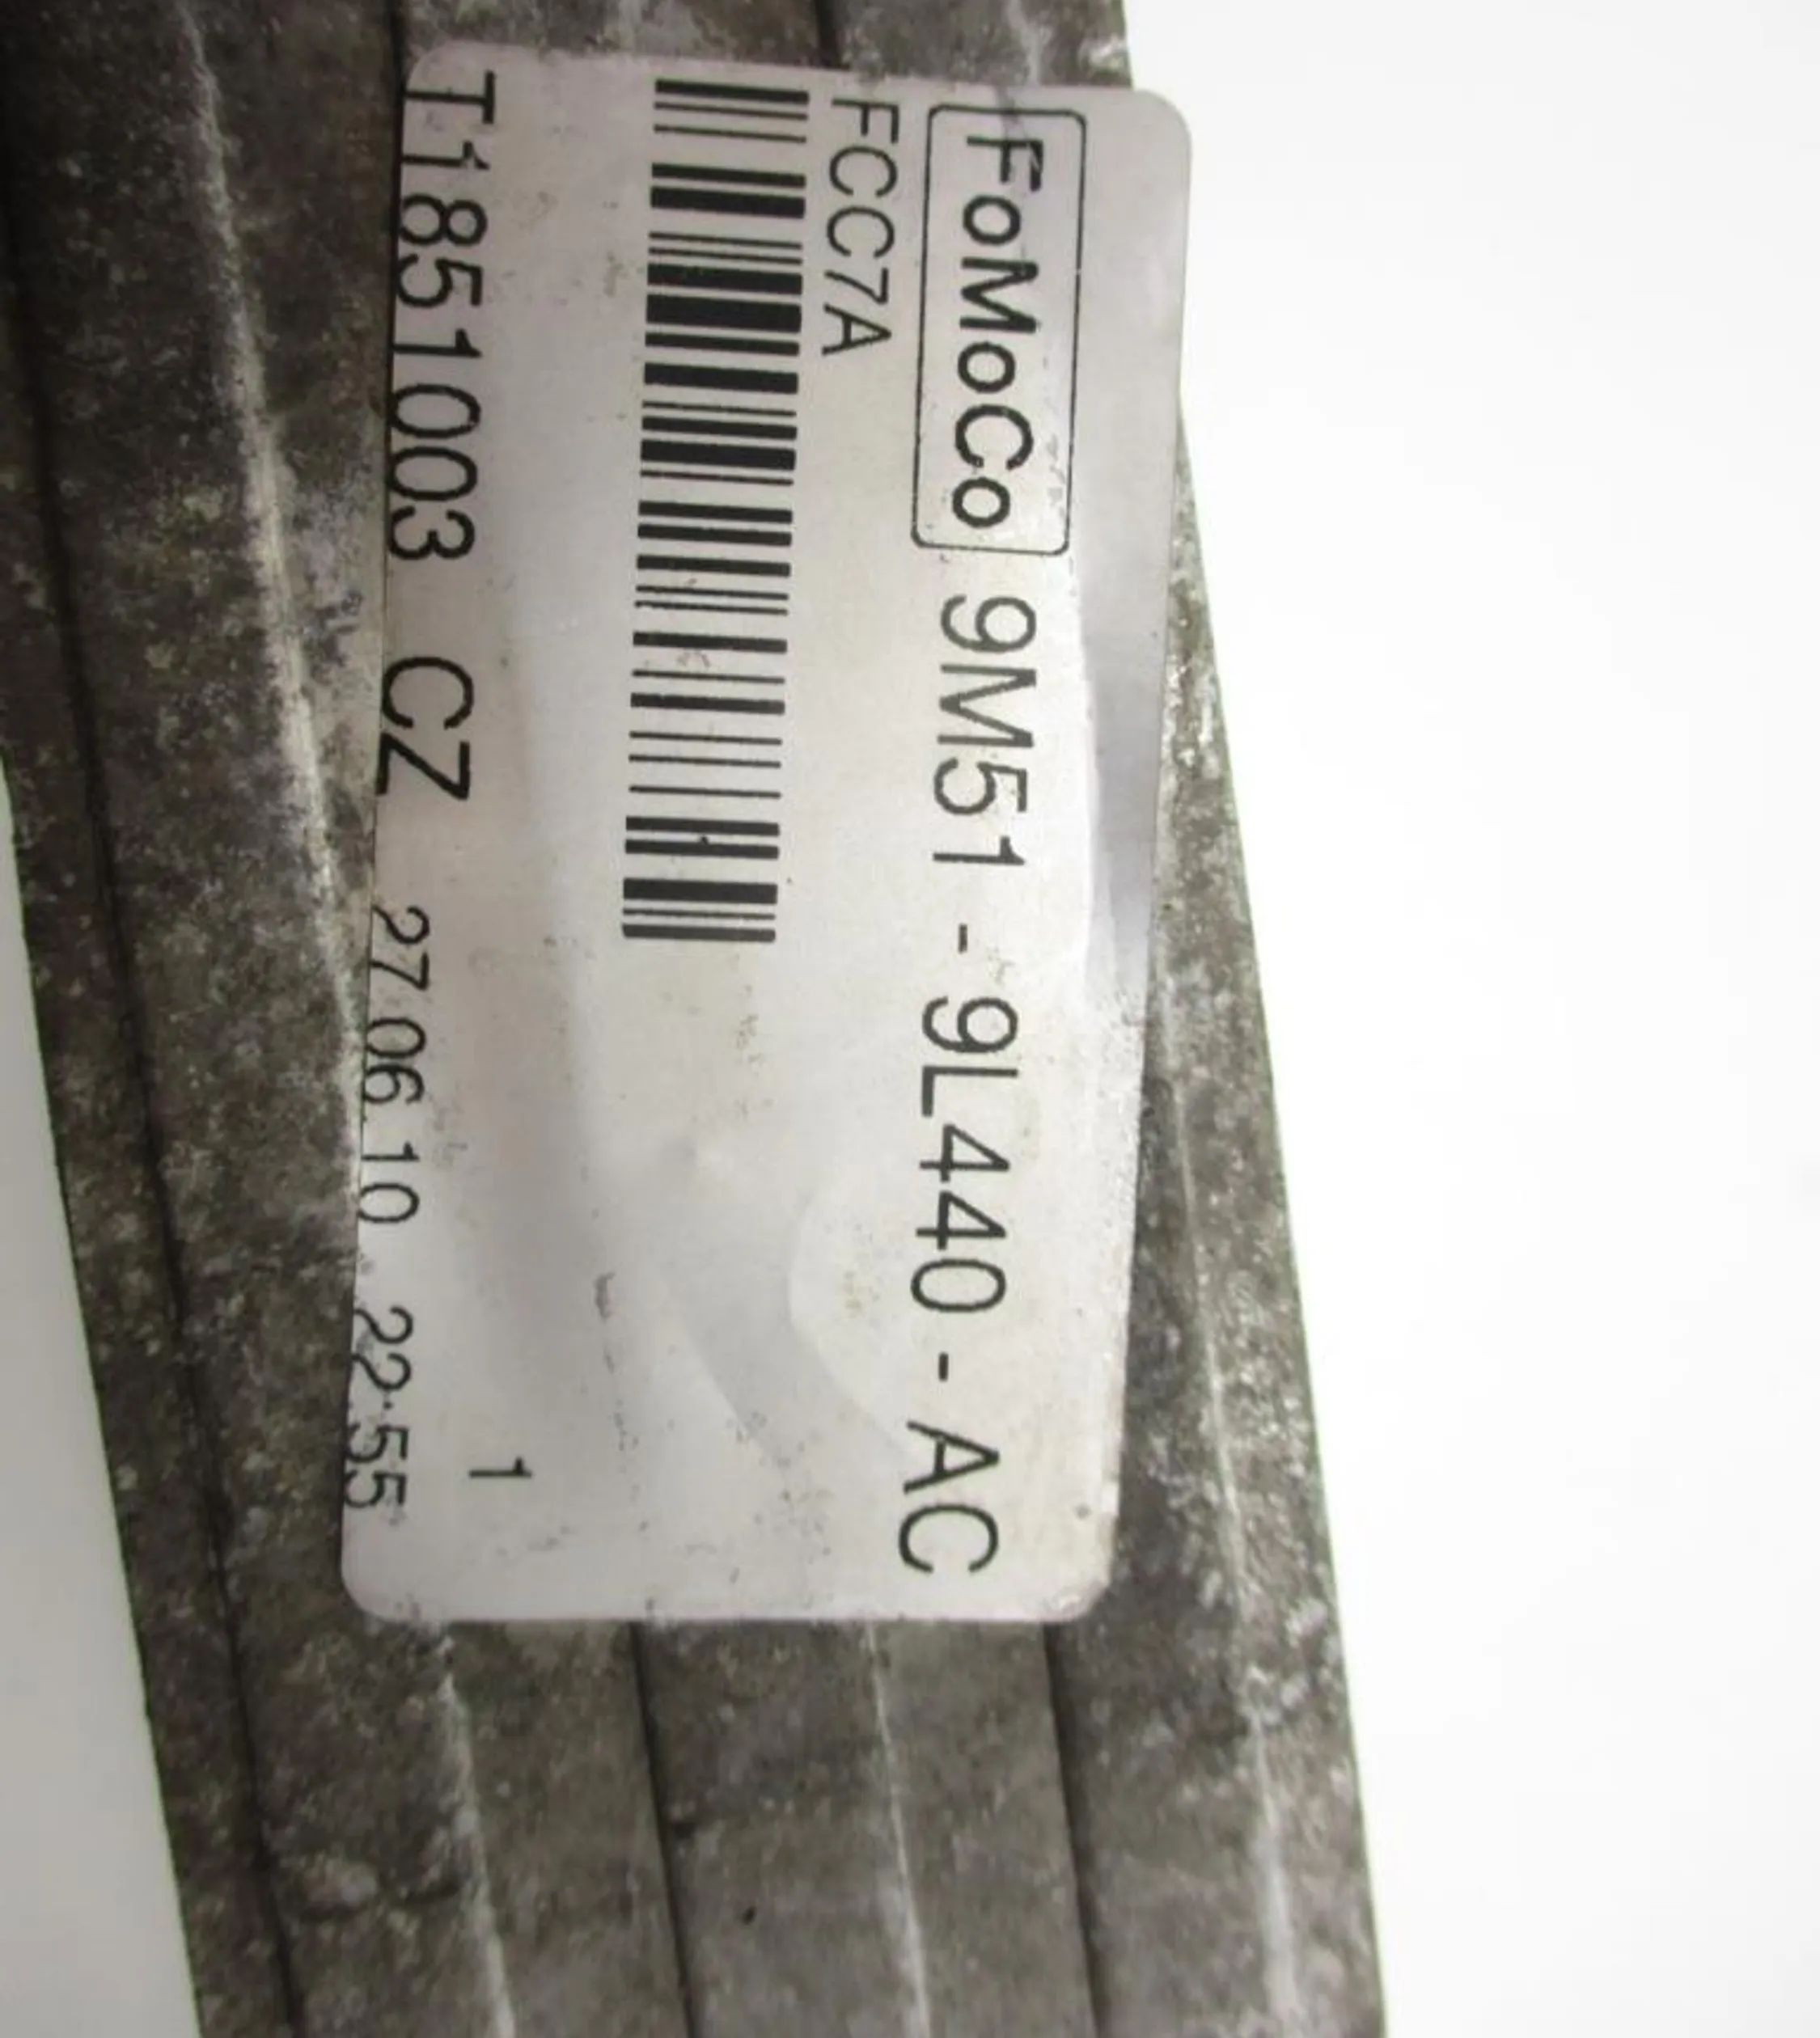 FoMoCo 9M51 - 9L440 - AC
FCC7A
1
T1851003 CZ 27.06.10 22:55